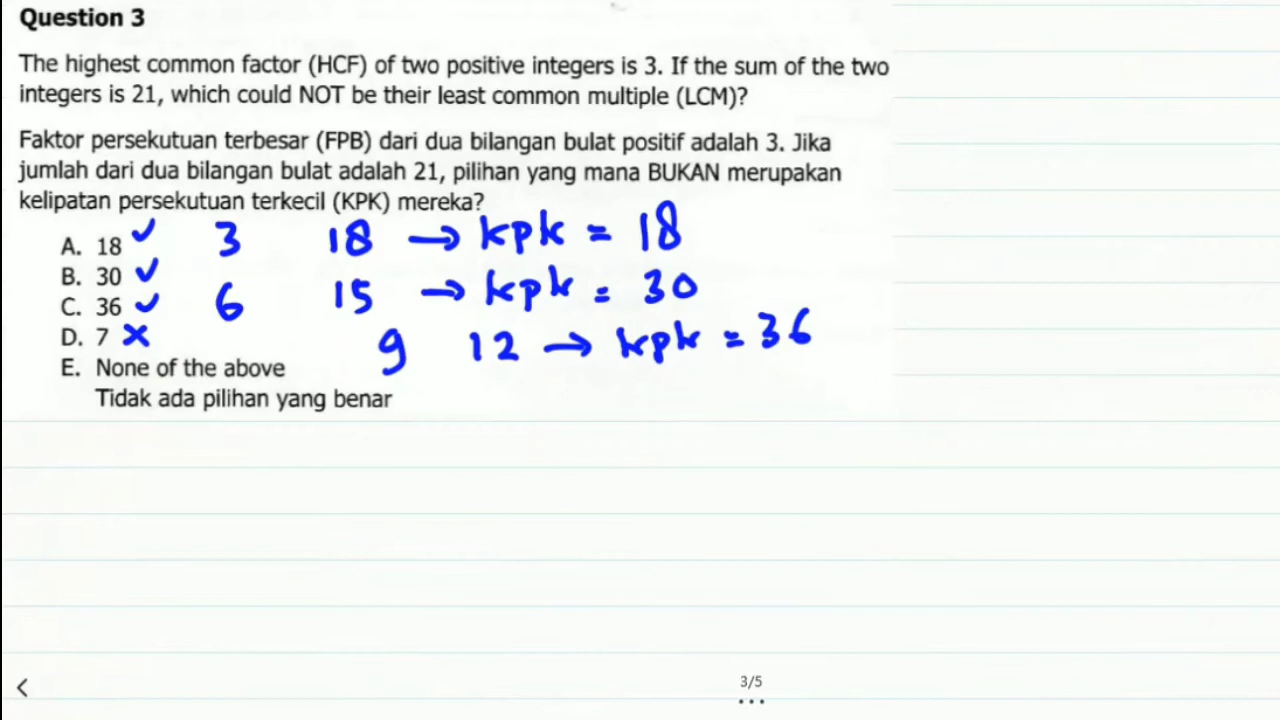 Question 3
The highest common factor (HCF) of two positive integers is 3. If the sum of the two
integers is 21, which could NOT be their least common multiple (LCM)?
Faktor persekutuan terbesar (FPB) dari dua bilangan bulat positif adalah 3. Jika
jumlah dari dua bilangan bulat adalah 21, pilihan yang mana BUKAN merupakan
kelipatan persekutuan terkecil (KPK) mereka?
A. 18 ✓ 3 18 → kpk = 18
B. 30 ✓
C. 36 ✓ 6 15 → kpk = 30
D. 7 × 9 12 → kpk = 36
E. None of the above
Tidak ada pilihan yang benar
< 3/5
...